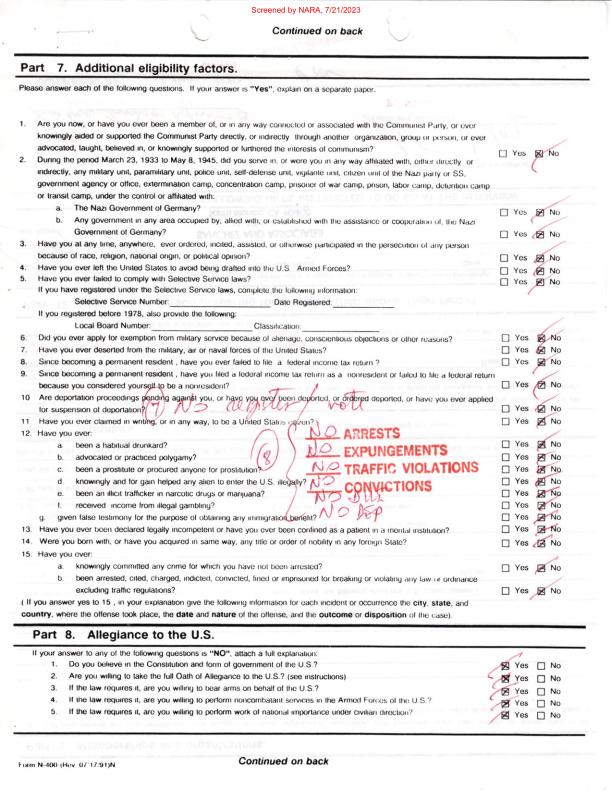 Screened by NARA, 7/21/2023
Continued on back
Part 7. Additional eligibility factors.
Please answer each of the following questions. If your answer is "Yes", explain on a separate paper.
1. Are you now, or have you ever been a member of, or in any way connected or associated with the Communist Party, or ever
knowingly aided or supported the Communist Party directly, or indirectly through another organization, group or person, or ever
advocated, taught, believed in, or knowingly supported or furthered the interests of communism? ☐ Yes ☒ No
2. During the period March 23, 1933 to May 8, 1945, did you serve in, or were you in any way affiliated with, either directly or
indirectly, any military unit, paramilitary unit, police unit, self-defense unit, vigilante unit, citizen unit of the Nazi party or SS,
government agency or office, extermination camp, concentration camp, prisoner of war camp, prison, labor camp, detention camp
or transit camp, under the control or affiliated with:
a. The Nazi Government of Germany? ☐ Yes ☒ No
b. Any government in any area occupied by, allied with, or established with the assistance or cooperation of, the Nazi
Government of Germany? ☐ Yes ☒ No
3. Have you at any time, anywhere, ever ordered, incited, assisted, or otherwise participated in the persecution of any person
because of race, religion, national origin, or political opinion? ☐ Yes ☒ No
4. Have you ever left the United States to avoid being drafted into the U.S. Armed Forces? ☐ Yes ☒ No
5. Have you ever failed to comply with Selective Service laws? ☐ Yes ☒ No
If you have registered under the Selective Service laws, complete the following information:
Selective Service Number: Date Registered:
If you registered before 1978, also provide the following:
Local Board Number: Classification:
6. Did you ever apply for exemption from military service because of alienage, conscientious objections or other reasons? ☐ Yes ☒ No
7. Have you ever deserted from the military, air or naval forces of the United States? ☐ Yes ☒ No
8. Since becoming a permanent resident , have you ever failed to file a federal income tax return ? ☐ Yes ☒ No
9. Since becoming a permanent resident , have you filed a federal income tax return as a nonresident or failed to file a federal return
because you considered yourself to be a nonresident? ☐ Yes ☒ No
10 Are deportation proceedings pending against you, or have you ever been deported, or ordered deported, or have you ever applied
for suspension of deportation? ☐ Yes ☒ No
(7) No register / vote
11 Have you ever claimed in writing, or in any way, to be a United States citizen? ☐ Yes ☒ No
12. Have you ever:
a. been a habitual drunkard? ☐ Yes ☒ No
b. advocated or practiced polygamy? ☐ Yes ☒ No
c. been a prostitute or procured anyone for prostitution? ☐ Yes ☒ No
d. knowingly and for gain helped any alien to enter the U.S. illegally? ☐ Yes ☒ No
e. been an illicit trafficker in narcotic drugs or marijuana? ☐ Yes ☒ No
f. received income from illegal gambling? ☐ Yes ☒ No
g. given false testimony for the purpose of obtaining any immigration benefit? ☐ Yes ☒ No
(8)
NO ARRESTS
NO EXPUNGEMENTS
NO TRAFFIC VIOLATIONS
NO CONVICTIONS
NO DUI
NO DEP
13. Have you ever been declared legally incompetent or have you ever been confined as a patient in a mental institution? ☐ Yes ☒ No
14. Were you born with, or have you acquired in same way, any title or order of nobility in any foreign State? ☐ Yes ☒ No
15. Have you ever:
a. knowingly committed any crime for which you have not been arrested? ☐ Yes ☒ No
b. been arrested, cited, charged, indicted, convicted, fined or imprisoned for breaking or violating any law or ordinance
excluding traffic regulations? ☐ Yes ☒ No
( If you answer yes to 15 , in your explanation give the following information for each incident or occurrence the city, state, and
country, where the offense took place, the date and nature of the offense, and the outcome or disposition of the case).
Part 8. Allegiance to the U.S.
If your answer to any of the following questions is "NO", attach a full explanation:
1. Do you believe in the Constitution and form of government of the U.S.? ☒ Yes ☐ No
2. Are you willing to take the full Oath of Allegiance to the U.S.? (see instructions) ☒ Yes ☐ No
3. If the law requires it, are you willing to bear arms on behalf of the U.S.? ☒ Yes ☐ No
4. If the law requires it, are you willing to perform noncombatant services in the Armed Forces of the U.S.? ☒ Yes ☐ No
5. If the law requires it, are you willing to perform work of national importance under civilian direction? ☒ Yes ☐ No
Form N-400 (Rev. 07/17/91)N
Continued on back